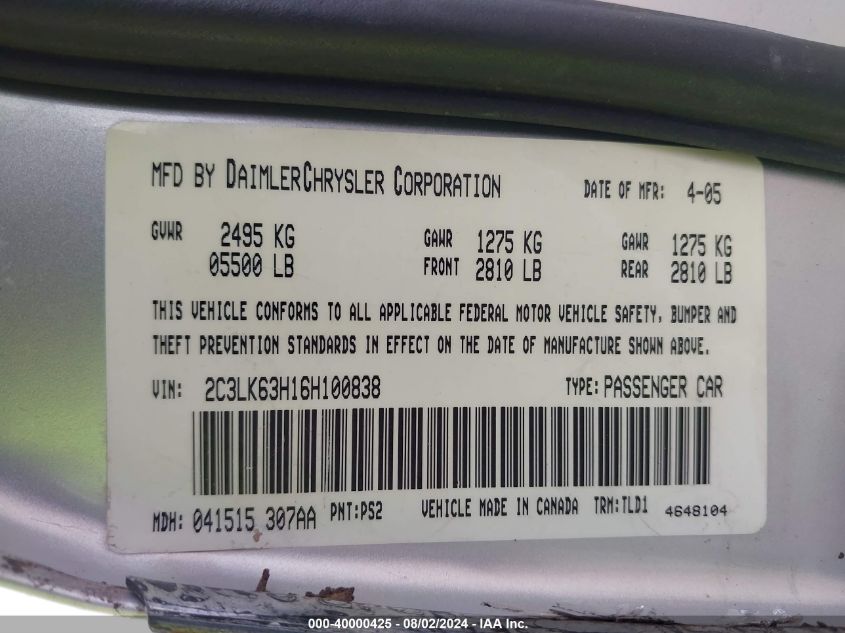 MFD BY DAIMLERCHRYSLER CORPORATION DATE OF MFR: 4-05
GVWR 2495 KG GAWR 1275 KG GAWR 1275 KG
05500 LB FRONT 2810 LB REAR 2810 LB
THIS VEHICLE CONFORMS TO ALL APPLICABLE FEDERAL MOTOR VEHICLE SAFETY, BUMPER AND
THEFT PREVENTION STANDARDS IN EFFECT ON THE DATE OF MANUFACTURE SHOWN ABOVE.
VIN: 2C3LK63H16H100838 TYPE: PASSENGER CAR
MDH: 041515 307AA PNT:PS2 VEHICLE MADE IN CANADA TRM:TLD1 4648104
000-40000425 - 08/02/2024 - IAA Inc.